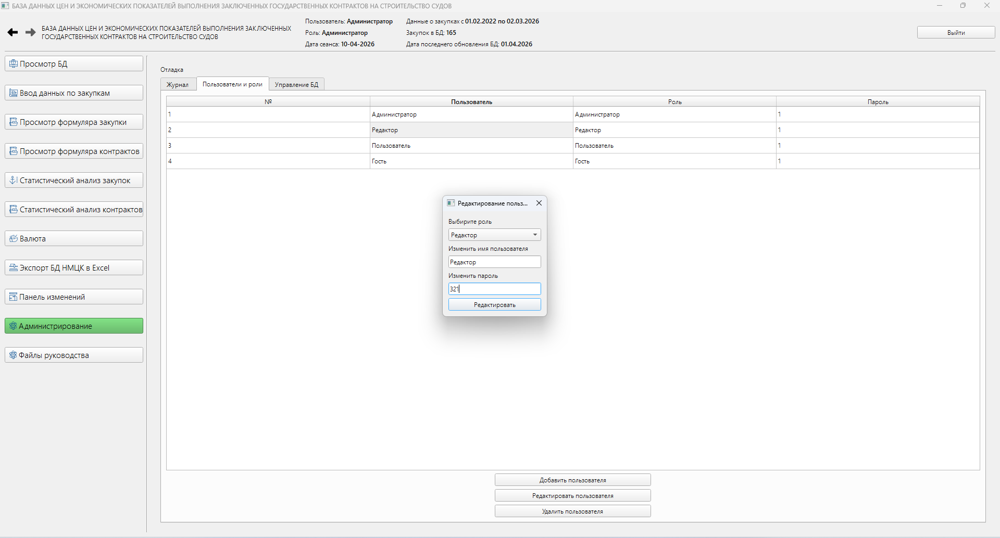 БАЗА ДАННЫХ ЦЕН И ЭКОНОМИЧЕСКИХ ПОКАЗАТЕЛЕЙ ВЫПОЛНЕНИЯ ЗАКЛЮЧЕННЫХ ГОСУДАРСТВЕННЫХ КОНТРАКТОВ НА СТРОИТЕЛЬСТВО СУДОВ
БАЗА ДАННЫХ ЦЕН И ЭКОНОМИЧЕСКИХ ПОКАЗАТЕЛЕЙ ВЫПОЛНЕНИЯ ЗАКЛЮЧЕННЫХ
ГОСУДАРСТВЕННЫХ КОНТРАКТОВ НА СТРОИТЕЛЬСТВО СУДОВ
Пользователь: Администратор
Роль: Администратор
Дата сеанса: 10-04-2026
Данные о закупках с 01.02.2022 по 02.03.2026
Закупок в БД: 165
Дата последнего обновления БД: 01.04.2026
Выйти
Просмотр БД
Ввод данных по закупкам
Просмотр формуляра закупки
Просмотр формуляра контрактов
Статистический анализ закупок
Статистический анализ контрактов
Валюта
Экспорт БД НМЦК в Excel
Панель изменений
Администрирование
Файлы руководства
Отладка
Журнал Пользователи и роли Управление БД
№ Пользователь Роль Пароль
1 Администратор Администратор 1
2 Редактор Редактор 1
3 Пользователь Пользователь 1
4 Гость Гость 1
Редактирование польз...
Выбирите роль
Редактор
Изменить имя пользователя
Редактор
Изменить пароль
321
Редактировать
Добавить пользователя
Редактировать пользователя
Удалить пользователя